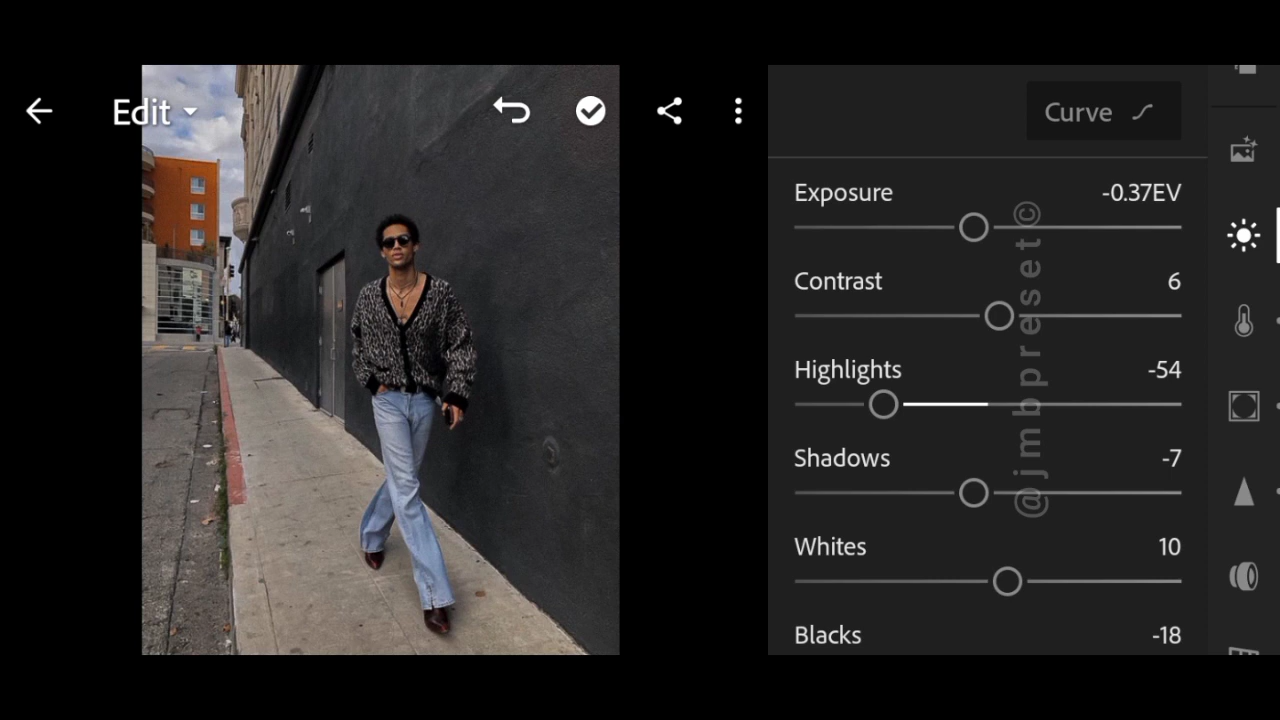 Edit
Curve
Exposure -0.37EV
Contrast 6
Highlights -54
Shadows -7
Whites 10
Blacks -18
@jmbpreset©